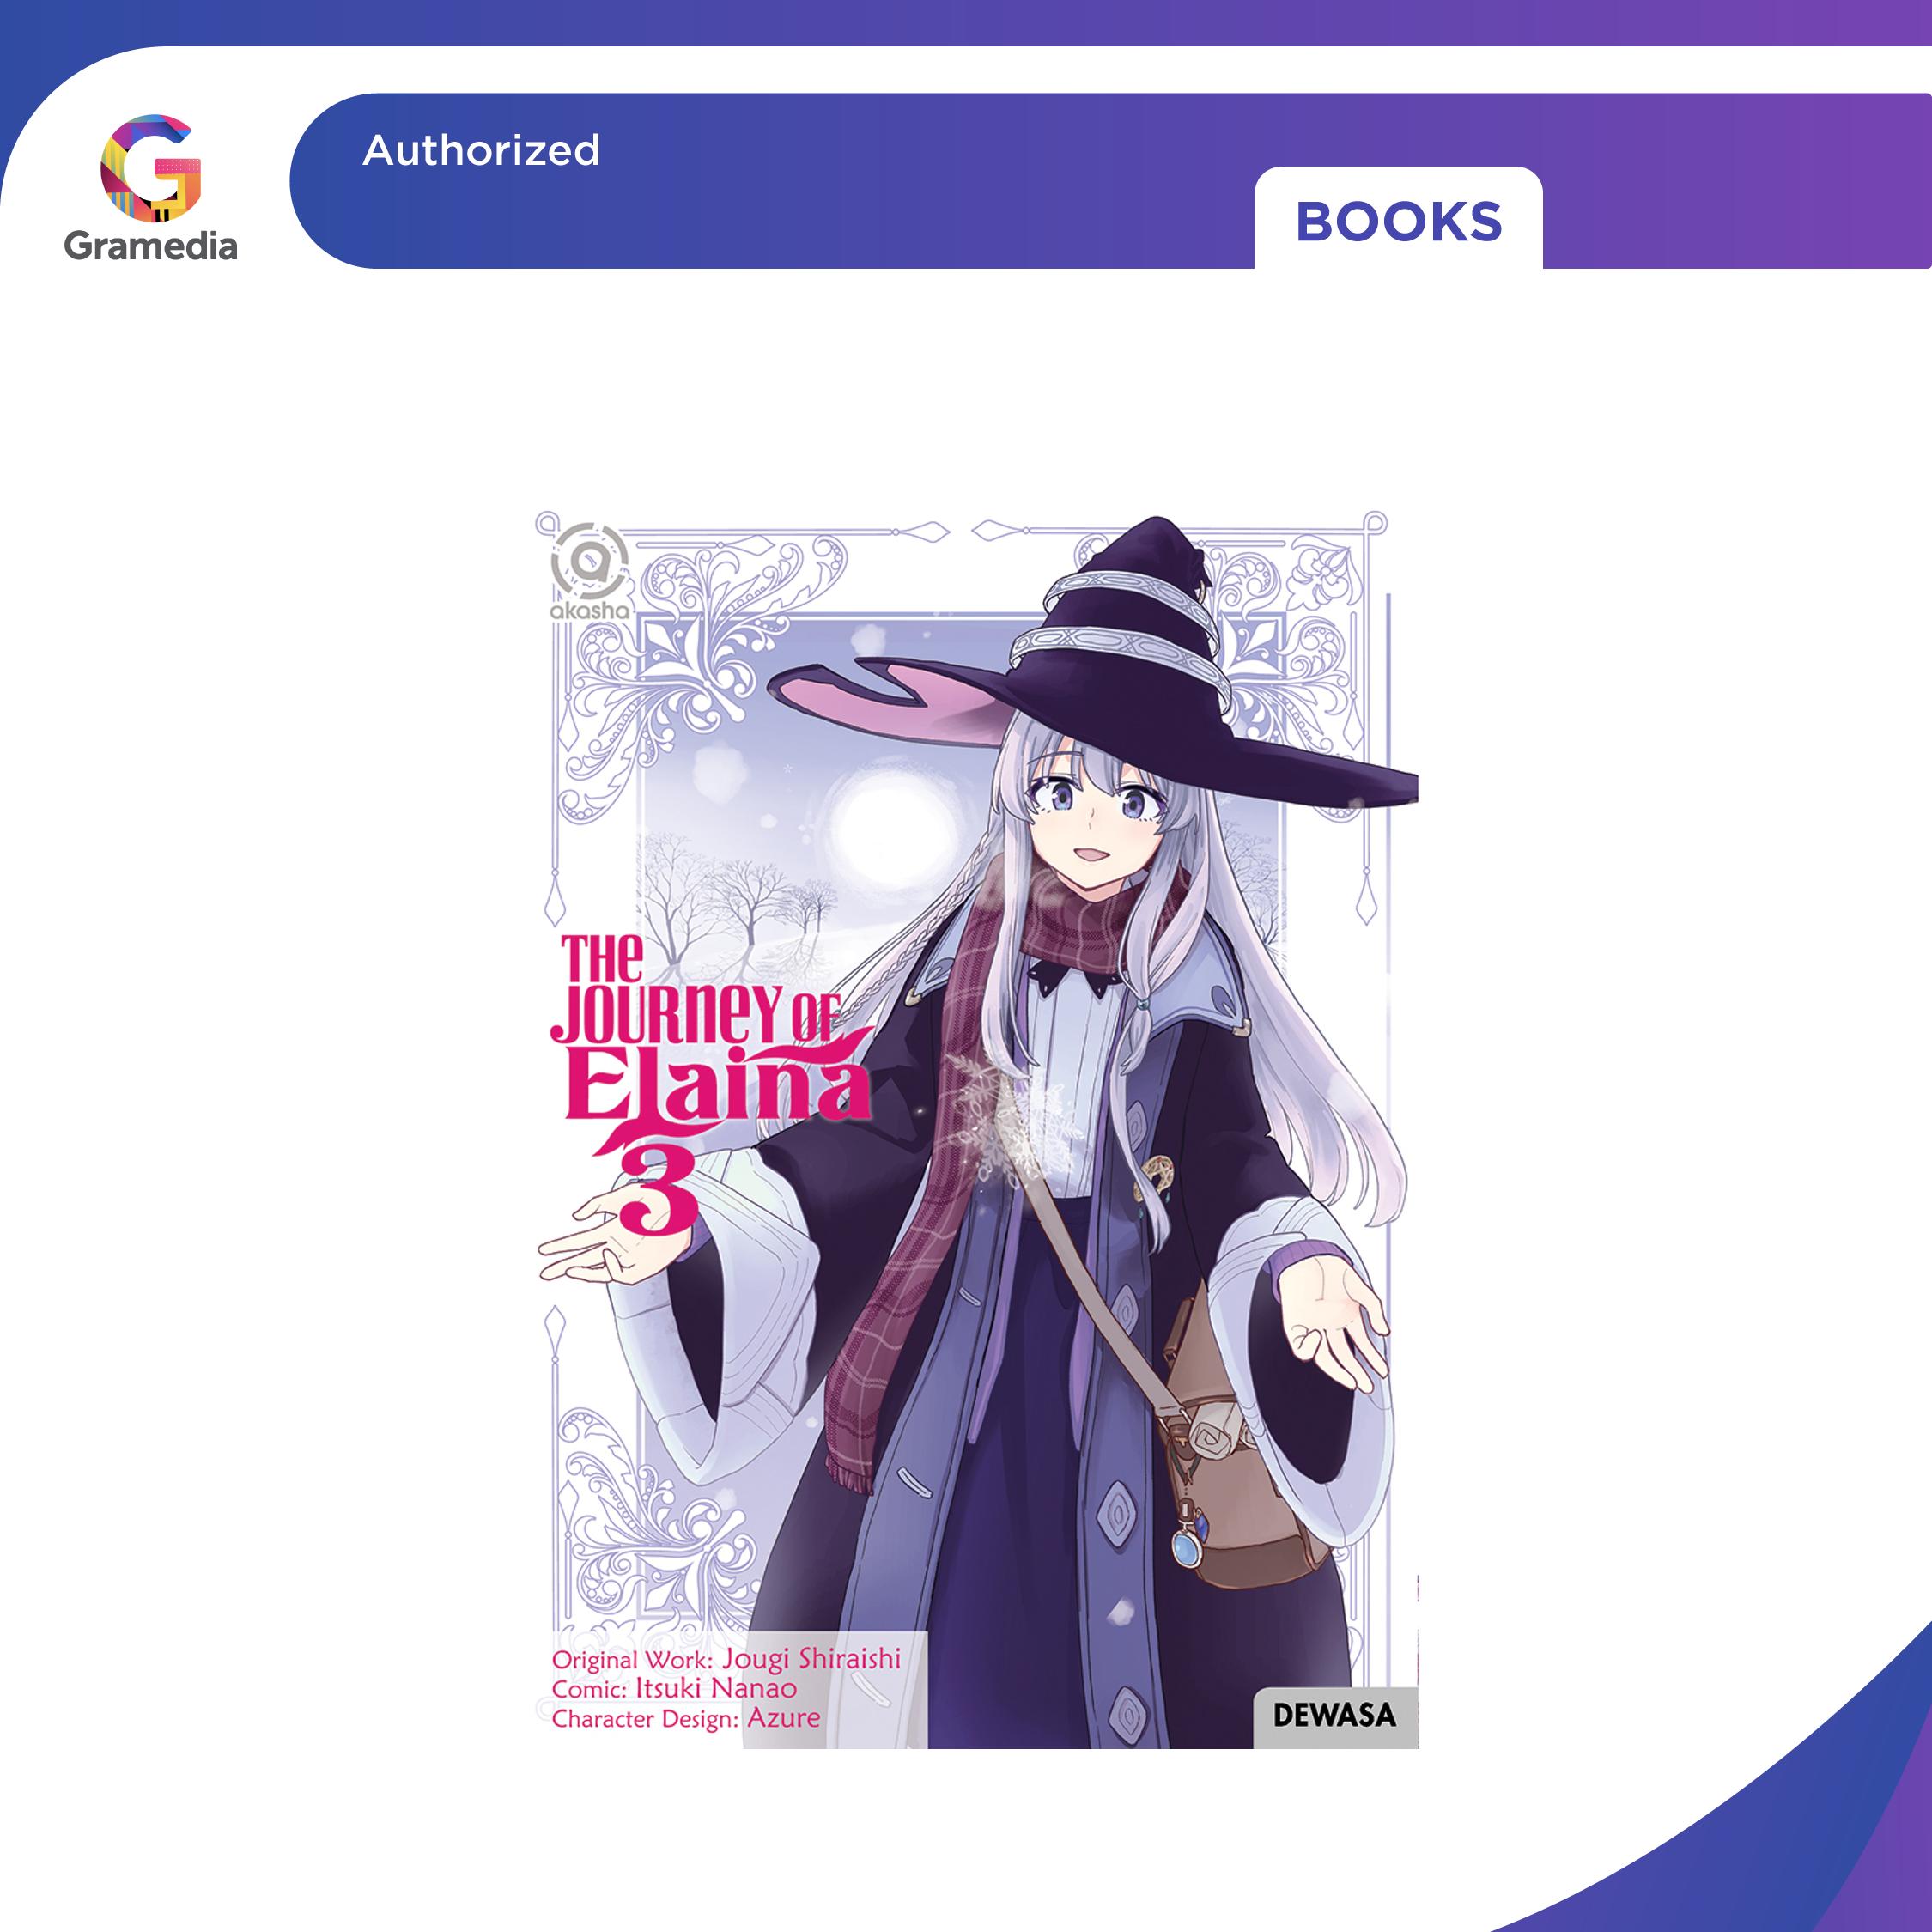 Gramedia
Authorized
BOOKS
akasha
THE
JOURNEY OF
Elaina
3
Original Work: Jougi Shiraishi
Comic: Itsuki Nanao
Character Design: Azure
DEWASA